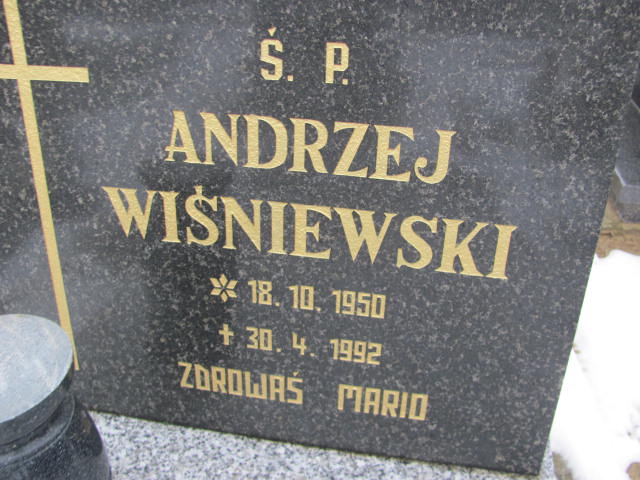 Ś. P.
ANDRZEJ
WIŚNIEWSKI
* 18. 10. 1950
✝ 30. 4. 1992
ZDROWAŚ MARIO